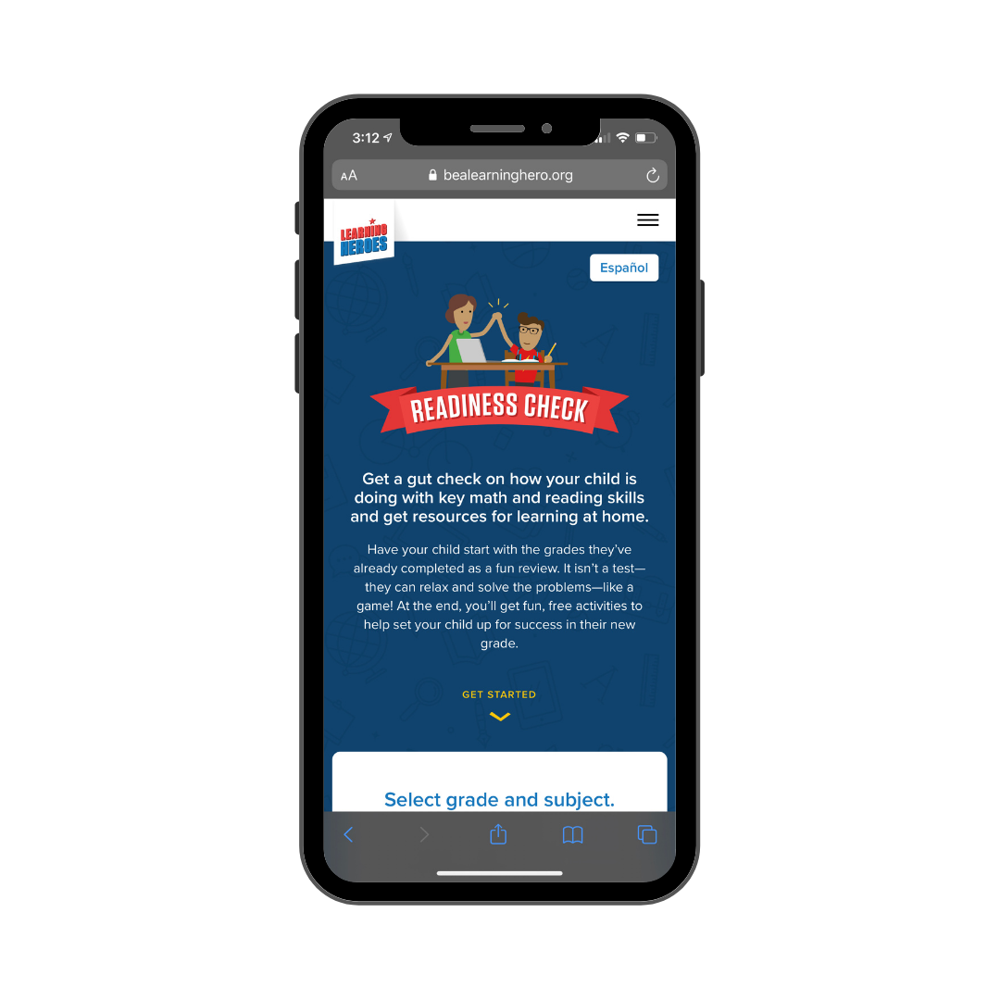 3:12
AA bealearninghero.org
LEARNING
HEROES
Español
READINESS CHECK
Get a gut check on how your child is
doing with key math and reading skills
and get resources for learning at home.
Have your child start with the grades they’ve
already completed as a fun review. It isn’t a test—
they can relax and solve the problems—like a
game! At the end, you’ll get fun, free activities to
help set your child up for success in their new
grade.
GET STARTED
Select grade and subject.